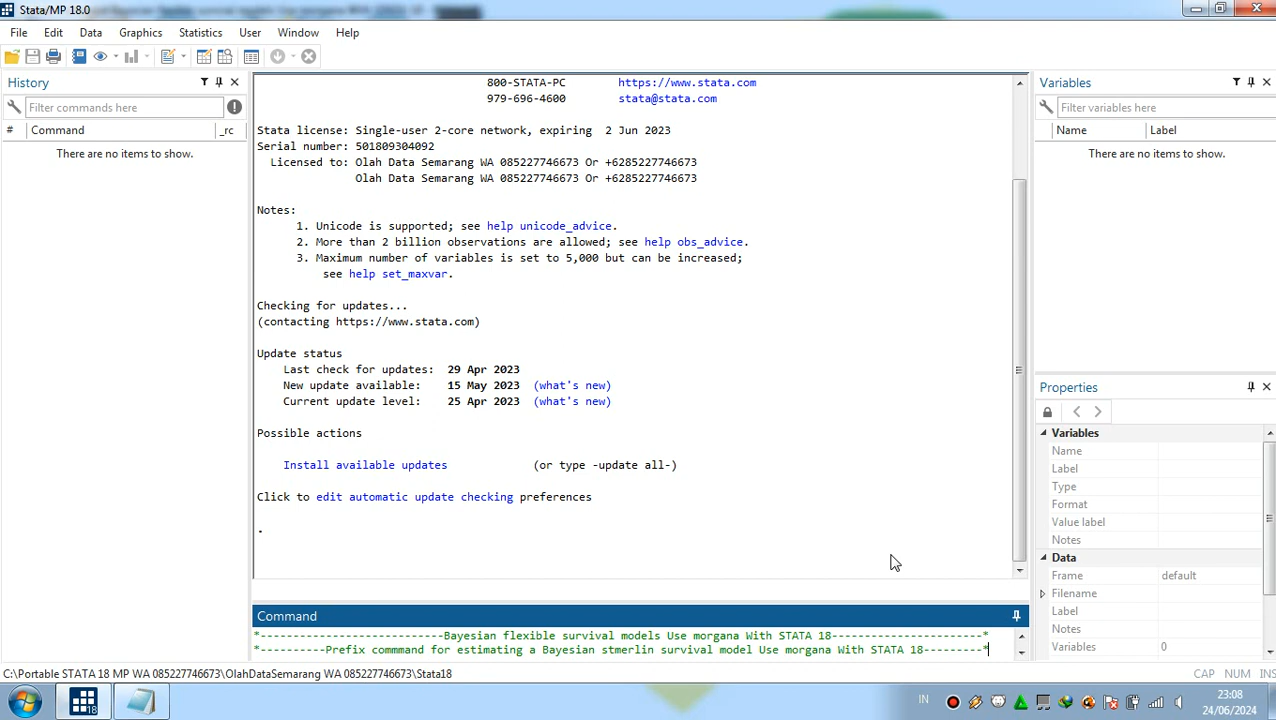 Stata/MP 18.0
File Edit Data Graphics Statistics User Window Help
History
Filter commands here
# Command _rc
There are no items to show.
800-STATA-PC https://www.stata.com
979-696-4600 stata@stata.com
Stata license: Single-user 2-core network, expiring 2 Jun 2023
Serial number: 501809304092
Licensed to: Olah Data Semarang WA 085227746673 Or +6285227746673
Olah Data Semarang WA 085227746673 Or +6285227746673
Notes:
1. Unicode is supported; see help unicode_advice.
2. More than 2 billion observations are allowed; see help obs_advice.
3. Maximum number of variables is set to 5,000 but can be increased;
see help set_maxvar.
Checking for updates...
(contacting https://www.stata.com)
Update status
Last check for updates: 29 Apr 2023
New update available: 15 May 2023 (what's new)
Current update level: 25 Apr 2023 (what's new)
Possible actions
Install available updates (or type -update all-)
Click to edit automatic update checking preferences
.
Command
*----------------------------Bayesian flexible survival models Use morgana With STATA 18-----------------------*
*----------Prefix commmand for estimating a Bayesian stmerlin survival model Use morgana With STATA 18---------*
Variables
Filter variables here
Name Label
There are no items to show.
Properties
Variables
Name
Label
Type
Format
Value label
Notes
Data
Frame default
Filename
Label
Notes
Variables 0
C:\Portable STATA 18 MP WA 085227746673\OlahDataSemarang WA 085227746673\Stata18
CAP NUM INS
18
IN
23:08
24/06/2024